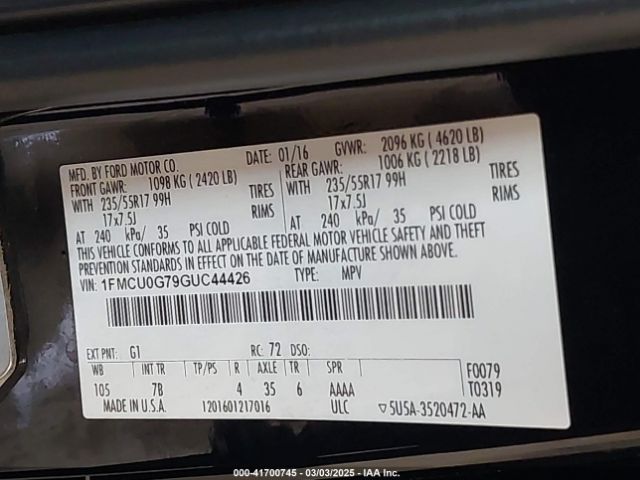 MFD. BY FORD MOTOR CO. DATE: 01/16 GVWR: 2096 KG (4620 LB)
FRONT GAWR: 1098 KG (2420 LB) REAR GAWR: 1006 KG (2218 LB)
WITH 235/55R17 99H TIRES WITH 235/55R17 99H TIRES
17x7.5J RIMS 17x7.5J RIMS
AT 240 kPa/ 35 PSI COLD AT 240 kPa/ 35 PSI COLD
THIS VEHICLE CONFORMS TO ALL APPLICABLE FEDERAL MOTOR VEHICLE SAFETY AND THEFT
PREVENTION STANDARDS IN EFFECT ON THE DATE OF MANUFACTURE SHOWN ABOVE.
VIN: 1FMCU0G79GUC44426 TYPE: MPV
EXT PNT: G1 RC: 72 DSO:
WB INT TR TP/PS R AXLE TR SPR F0079
105 7B 4 35 6 AAAA T0319
MADE IN U.S.A. 1201601217016 ULC ▽5U5A-3520472-AA
000-41700745 - 03/03/2025 - IAA Inc.